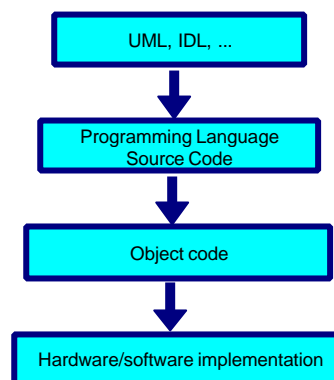 UML, IDL, ...
Programming Language
Source Code
Object code
Hardware/software implementation